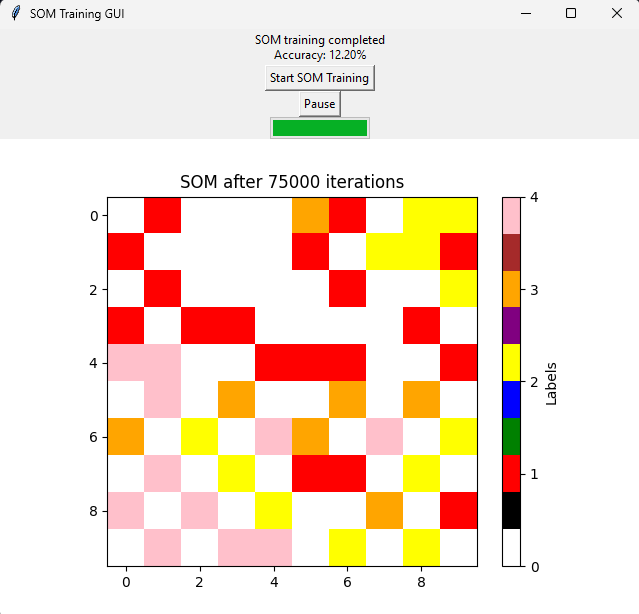 SOM Training GUI
SOM training completed
Accuracy: 12.20%
Start SOM Training
Pause
SOM after 75000 iterations
0
2
4
6
8
0 2 4 6 8
4
3
2
1
0
Labels